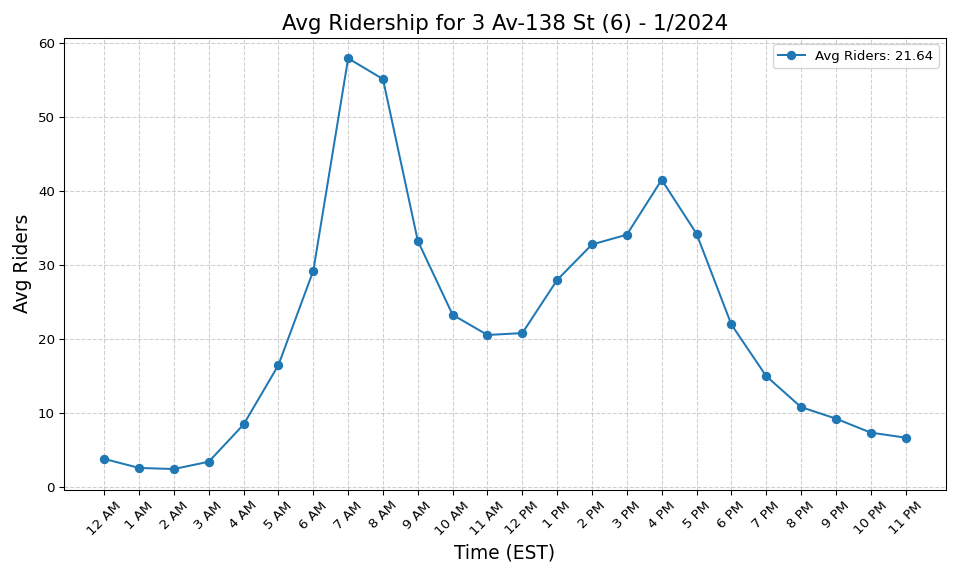 Avg Ridership for 3 Av-138 St (6) - 1/2024
Avg Riders: 21.64
60
50
40
30
20
10
0
Avg Riders
12 AM
1 AM
2 AM
3 AM
4 AM
5 AM
6 AM
7 AM
8 AM
9 AM
10 AM
11 AM
12 PM
1 PM
2 PM
3 PM
4 PM
5 PM
6 PM
7 PM
8 PM
9 PM
10 PM
11 PM
Time (EST)